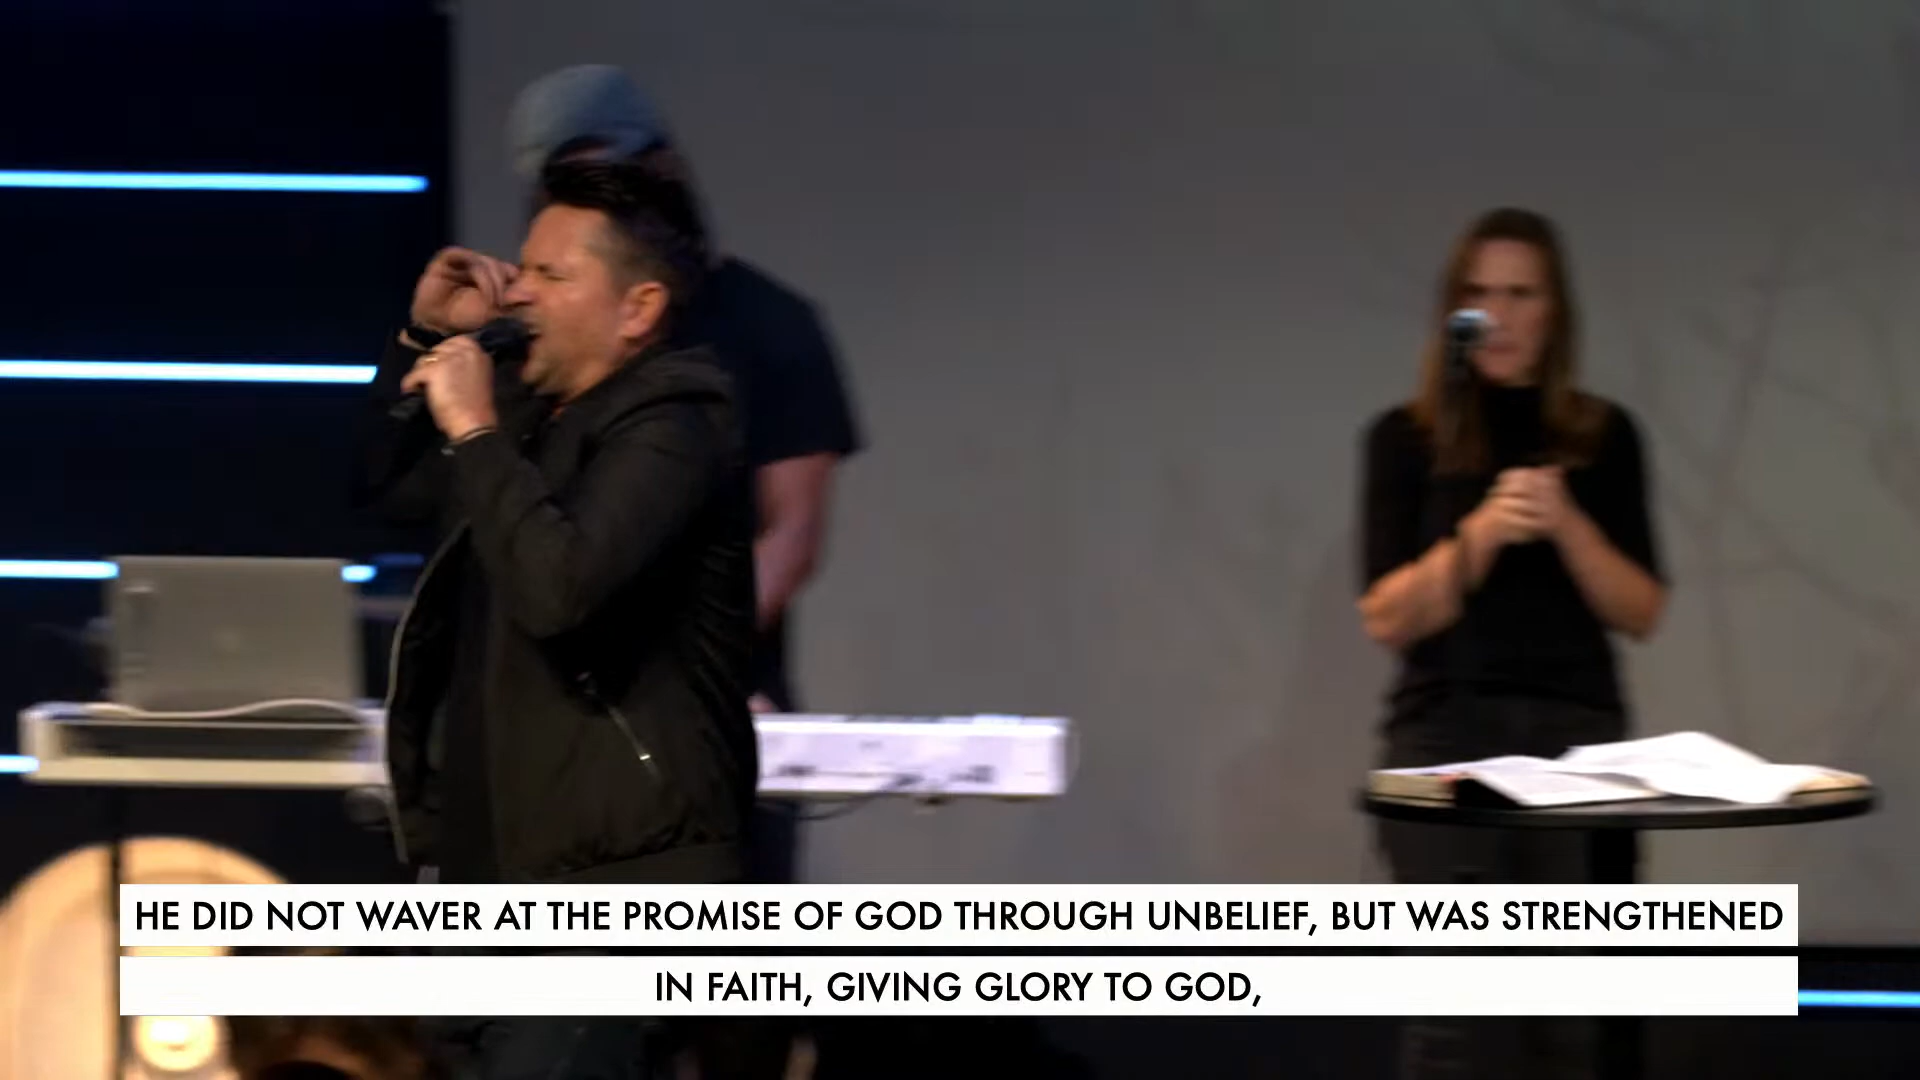 HE DID NOT WAVER AT THE PROMISE OF GOD THROUGH UNBELIEF, BUT WAS STRENGTHENED
IN FAITH, GIVING GLORY TO GOD,